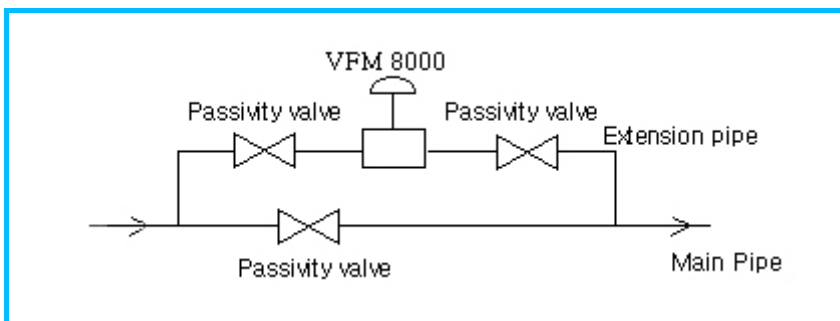 VFM 8000
Passivity valve
Passivity valve
Extension pipe
Passivity valve
Main Pipe